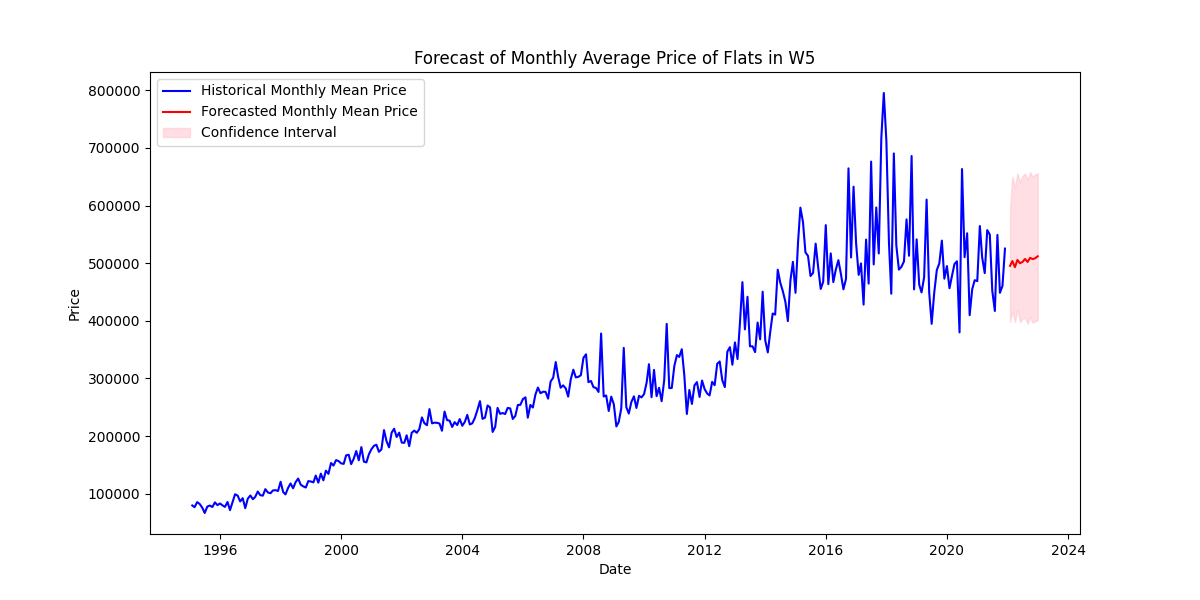 Forecast of Monthly Average Price of Flats in W5
Historical Monthly Mean Price
Forecasted Monthly Mean Price
Confidence Interval
800000
700000
600000
500000
400000
300000
200000
100000
Price
1996 2000 2004 2008 2012 2016 2020 2024
Date